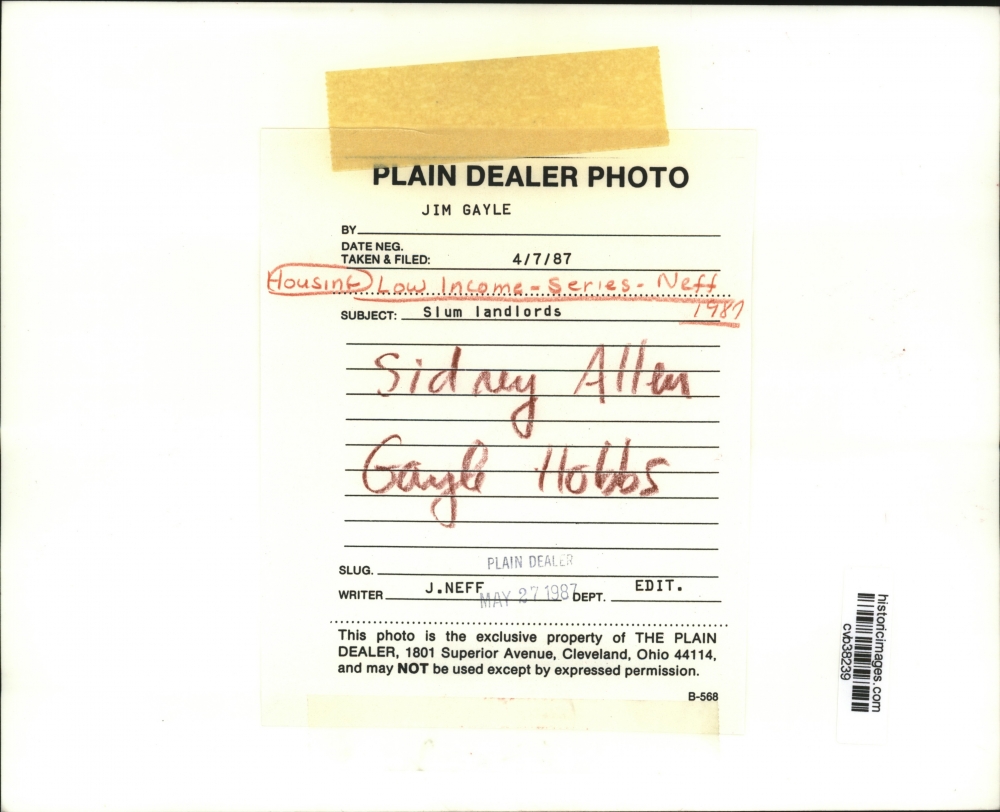 PLAIN DEALER PHOTO
JIM GAYLE
BY
DATE NEG.
TAKEN & FILED: 4/7/87
Housing Low Income - Series - Neff
1987
SUBJECT: Slum landlords
Sidney Allen
Gayle Hobbs
PLAIN DEALER
SLUG.
WRITER J.NEFF MAY 27 1987 DEPT. EDIT.
This photo is the exclusive property of THE PLAIN
DEALER, 1801 Superior Avenue, Cleveland, Ohio 44114,
and may NOT be used except by expressed permission.
B-568
historicimages.com
cvb38239